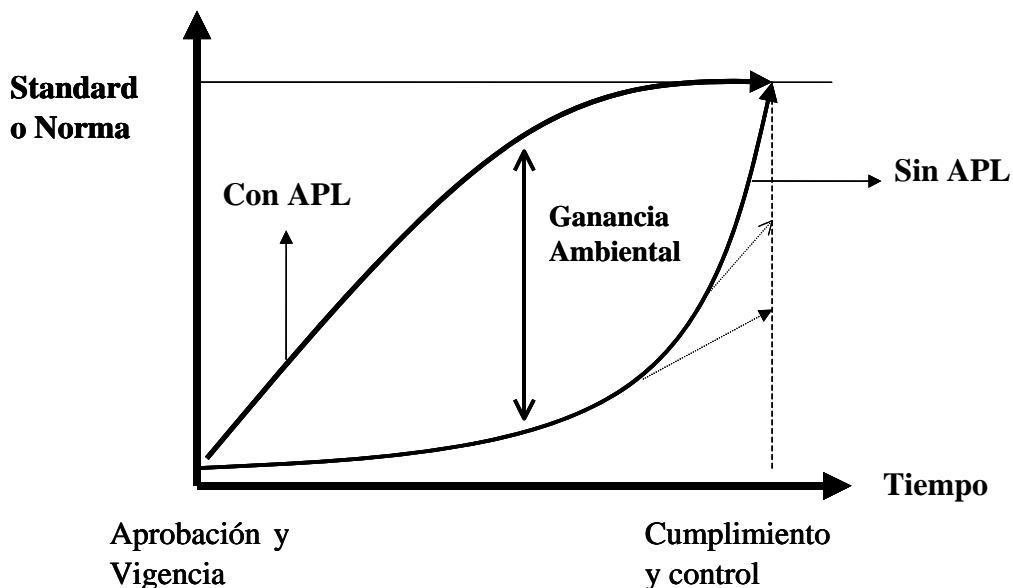 Standard
o Norma
Con APL
Sin APL
Ganancia
Ambiental
Tiempo
Aprobación y
Vigencia
Cumplimiento
y control